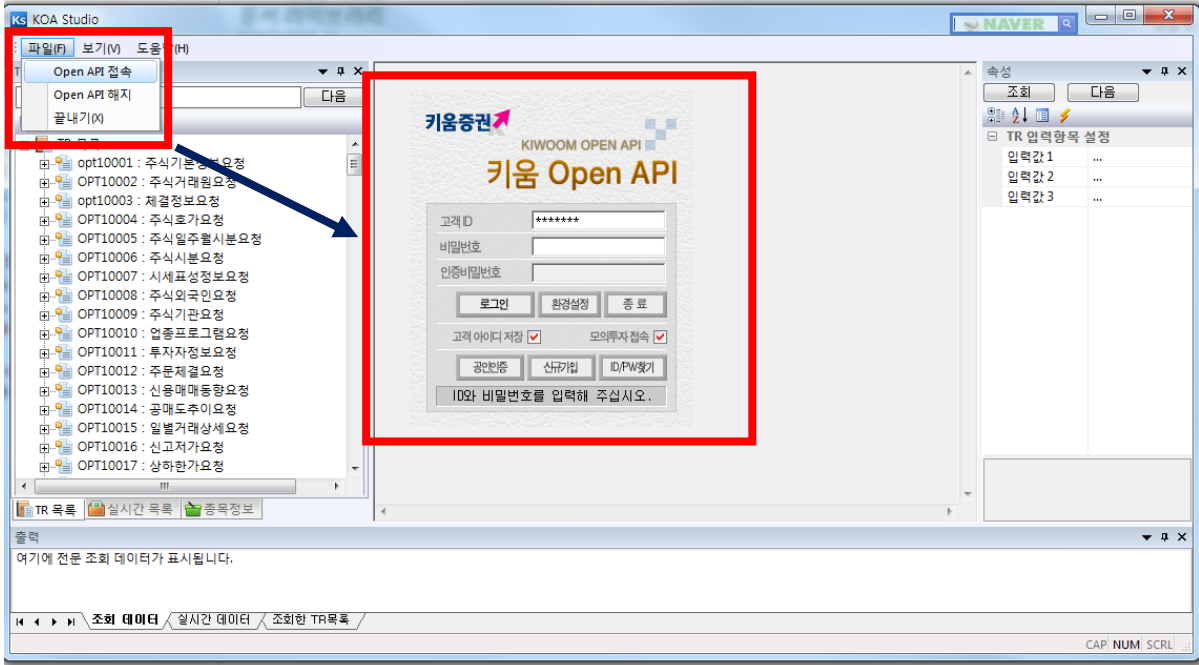 KOA Studio
NAVER
파일(F) 보기(V) 도움말(H)
Open API 접속
Open API 해지
끝내기(X)
다음
opt10001 : 주식기본정보요청
OPT10002 : 주식거래원요청
opt10003 : 체결정보요청
OPT10004 : 주식호가요청
OPT10005 : 주식일주월시분요청
OPT10006 : 주식시분요청
OPT10007 : 시세표성정보요청
OPT10008 : 주식외국인요청
OPT10009 : 주식기관요청
OPT10010 : 업종프로그램요청
OPT10011 : 투자자정보요청
OPT10012 : 주문체결요청
OPT10013 : 신용매매동향요청
OPT10014 : 공매도추이요청
OPT10015 : 일별거래상세요청
OPT10016 : 신고저가요청
OPT10017 : 상하한가요청
TR 목록 실시간 목록 종목정보
키움증권
KIWOOM OPEN API
키움 Open API
고객 ID *******
비밀번호
인증비밀번호
로그인 환경설정 종 료
고객 아이디 저장 모의투자 접속
공인인증 신규가입 ID/PW찾기
ID와 비밀번호를 입력해 주십시오.
속성
조회 다음
TR 입력항목 설정
입력값 1 ...
입력값 2 ...
입력값 3 ...
출력
여기에 전문 조회 데이터가 표시됩니다.
조회 데이터 실시간 데이터 조회한 TR목록
CAP NUM SCRL